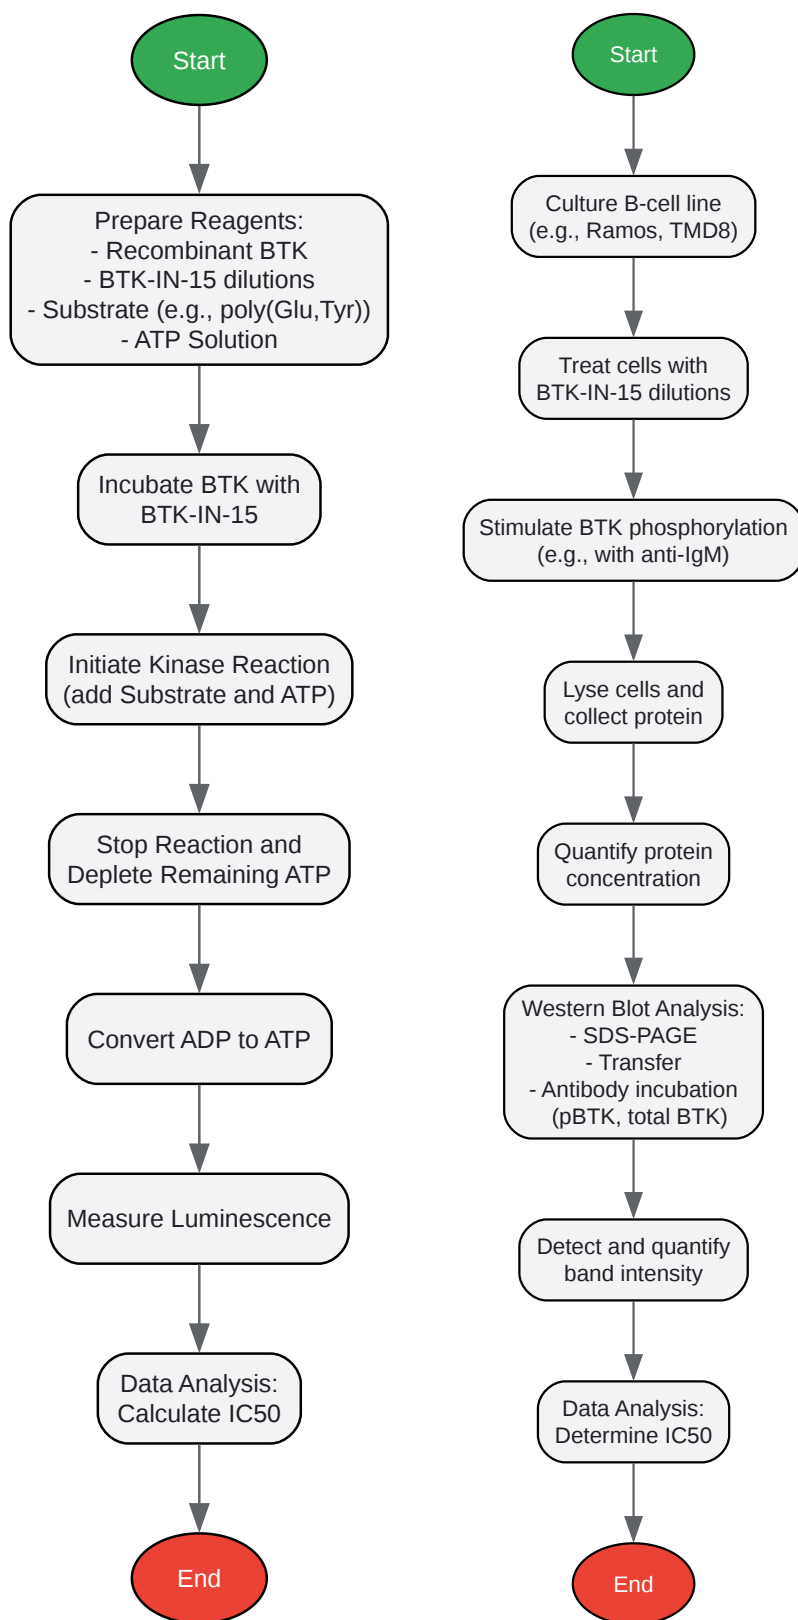 Start
Prepare Reagents:
- Recombinant BTK
- BTK-IN-15 dilutions
- Substrate (e.g., poly(Glu,Tyr))
- ATP Solution
Incubate BTK with
BTK-IN-15
Initiate Kinase Reaction
(add Substrate and ATP)
Stop Reaction and
Deplete Remaining ATP
Convert ADP to ATP
Measure Luminescence
Data Analysis:
Calculate IC50
End
Start
Culture B-cell line
(e.g., Ramos, TMD8)
Treat cells with
BTK-IN-15 dilutions
Stimulate BTK phosphorylation
(e.g., with anti-IgM)
Lyse cells and
collect protein
Quantify protein
concentration
Western Blot Analysis:
- SDS-PAGE
- Transfer
- Antibody incubation
(pBTK, total BTK)
Detect and quantify
band intensity
Data Analysis:
Determine IC50
End